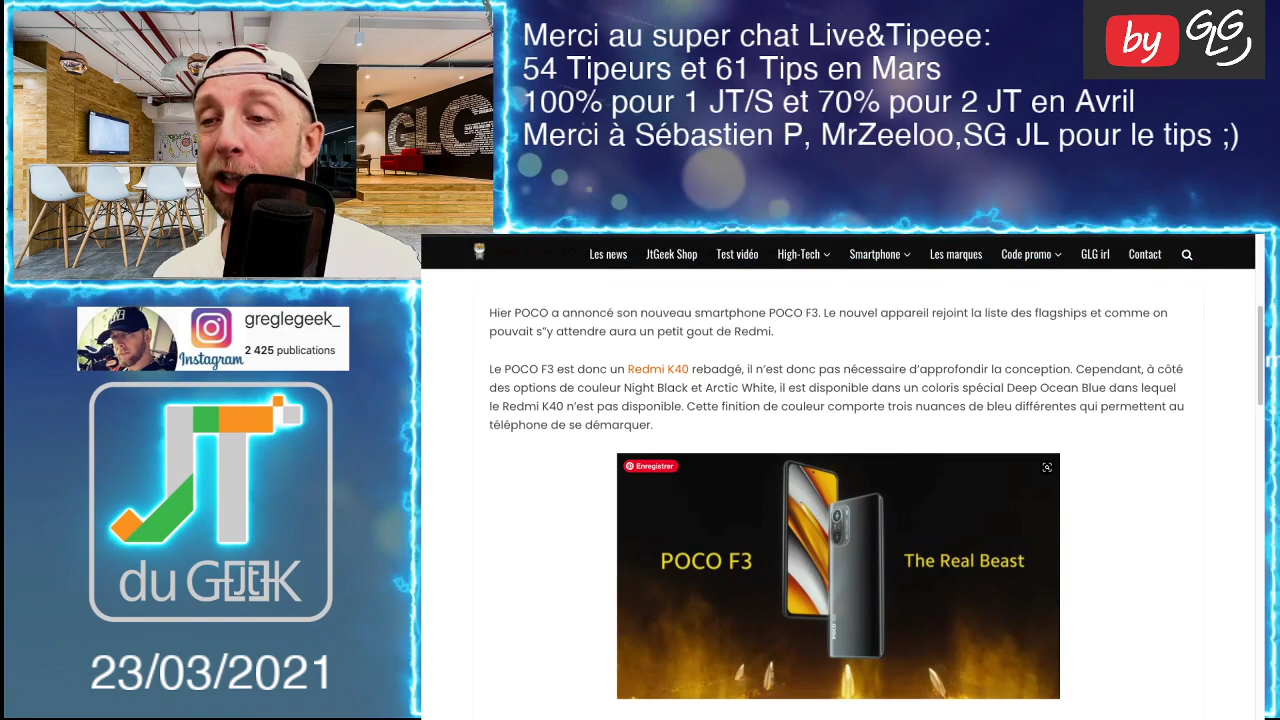 Merci au super chat Live&Tipeee:
54 Tipeurs et 61 Tips en Mars
100% pour 1 JT/S et 70% pour 2 JT en Avril
Merci à Sébastien P, MrZeeloo,SG JL pour le tips ;)
by GLG
GLG
Les news JtGeek Shop Test vidéo High-Tech Smartphone Les marques Code promo GLG irl Contact
Hier POCO a annoncé son nouveau smartphone POCO F3. Le nouvel appareil rejoint la liste des flagships et comme on
pouvait s"y attendre aura un petit gout de Redmi.
Le POCO F3 est donc un Redmi K40 rebadgé, il n'est donc pas nécessaire d'approfondir la conception. Cependant, à côté
des options de couleur Night Black et Arctic White, il est disponible dans un coloris spécial Deep Ocean Blue dans lequel
le Redmi K40 n'est pas disponible. Cette finition de couleur comporte trois nuances de bleu différentes qui permettent au
téléphone de se démarquer.
Enregistrer
POCO F3
The Real Beast
POCO
greglegeek_
Instagram
2 425 publications
JT
du GEEK
23/03/2021